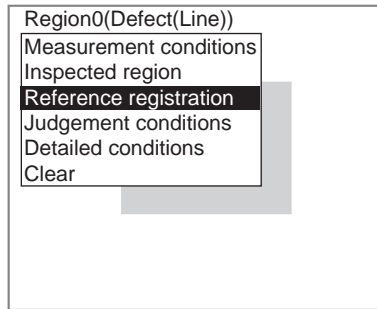 Region0(Defect(Line))
Measurement conditions
Inspected region
Reference registration
Judgement conditions
Detailed conditions
Clear